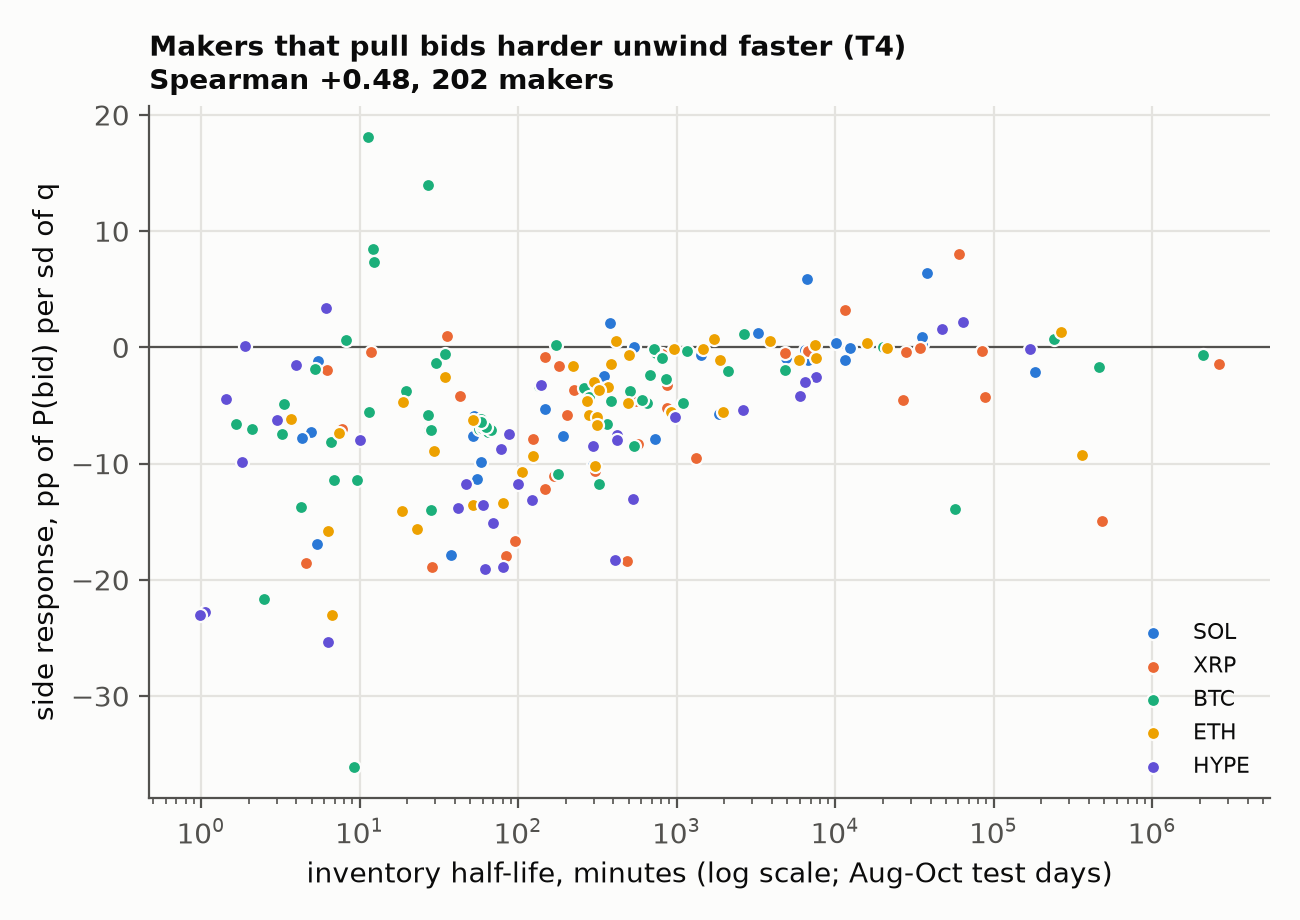 Makers that pull bids harder unwind faster (T4)
Spearman +0.48, 202 makers
side response, pp of P(bid) per sd of q
20
10
0
−10
−20
−30
10⁰ 10¹ 10² 10³ 10⁴ 10⁵ 10⁶
inventory half-life, minutes (log scale; Aug-Oct test days)
SOL
XRP
BTC
ETH
HYPE